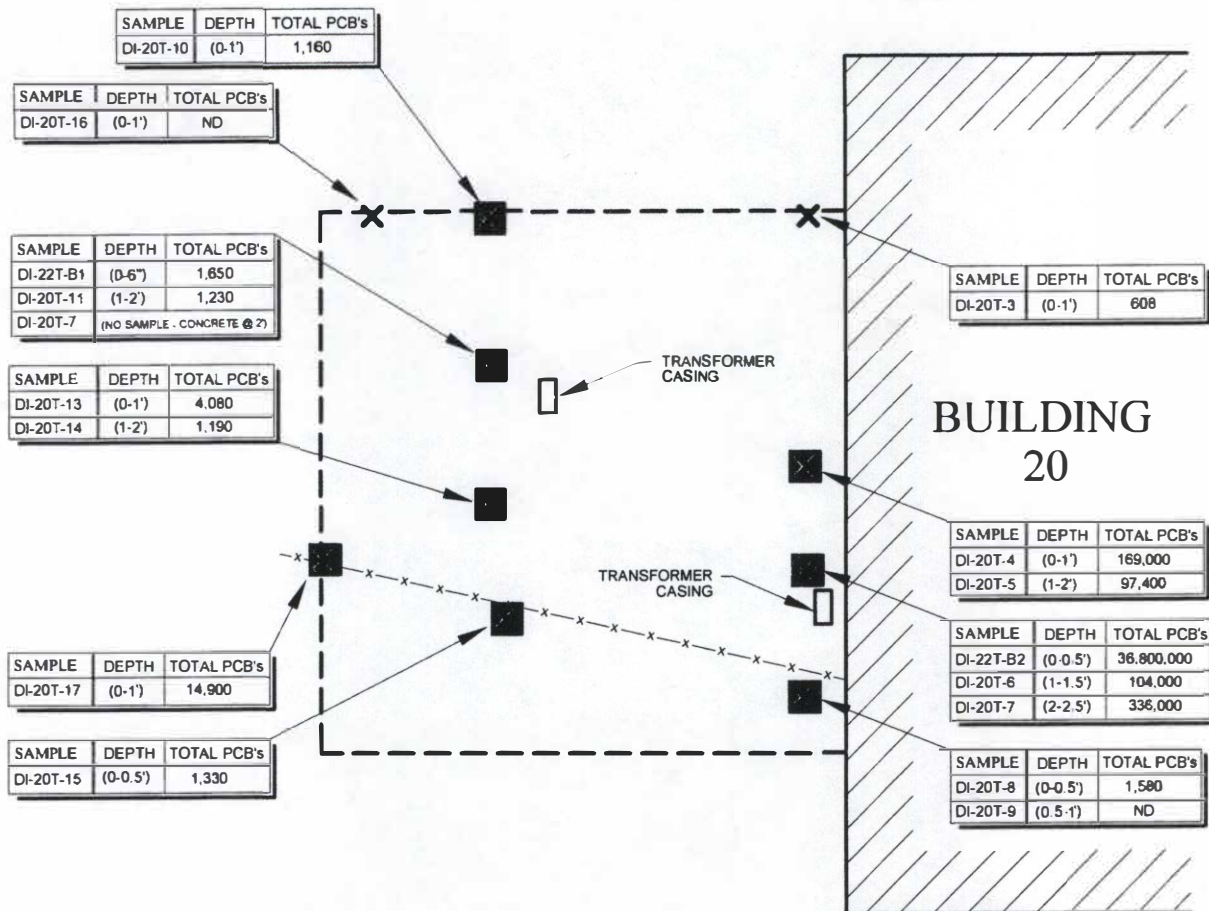 SAMPLE DEPTH TOTAL PCB's
DI-20T-10 (0-1') 1,160
SAMPLE DEPTH TOTAL PCB's
DI-20T-16 (0-1') ND
SAMPLE DEPTH TOTAL PCB's
DI-22T-B1 (0-6") 1,650
DI-20T-11 (1-2') 1,230
DI-20T-7 (NO SAMPLE - CONCRETE @ 2')
SAMPLE DEPTH TOTAL PCB's
DI-20T-13 (0-1') 4,080
DI-20T-14 (1-2') 1,190
SAMPLE DEPTH TOTAL PCB's
DI-20T-17 (0-1') 14,900
SAMPLE DEPTH TOTAL PCB's
DI-20T-15 (0-0.5') 1,330
TRANSFORMER
CASING
TRANSFORMER
CASING
SAMPLE DEPTH TOTAL PCB's
DI-20T-3 (0-1') 608
BUILDING
20
SAMPLE DEPTH TOTAL PCB's
DI-20T-4 (0-1') 169,000
DI-20T-5 (1-2') 97,400
SAMPLE DEPTH TOTAL PCB's
DI-22T-B2 (0-0.5') 36,800,000
DI-20T-6 (1-1.5') 104,000
DI-20T-7 (2-2.5') 336,000
SAMPLE DEPTH TOTAL PCB's
DI-20T-8 (0-0.5') 1,580
DI-20T-9 (0.5-1') ND